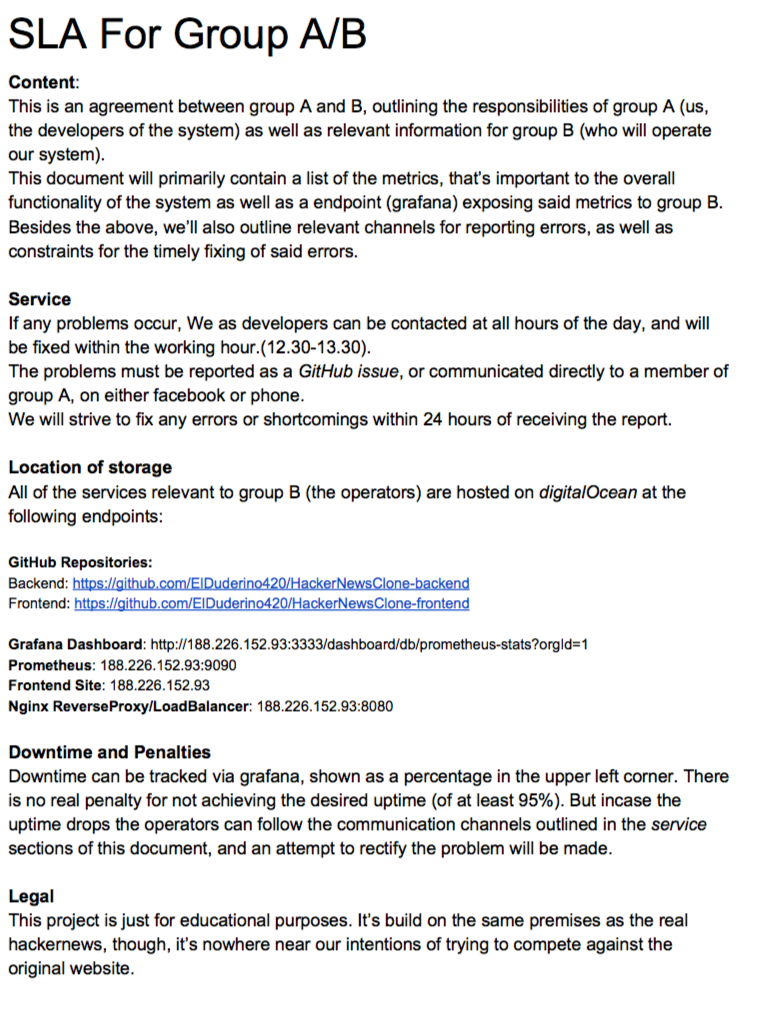 SLA For Group A/B
Content:
This is an agreement between group A and B, outlining the responsibilities of group A (us,
the developers of the system) as well as relevant information for group B (who will operate
our system).
This document will primarily contain a list of the metrics, that's important to the overall
functionality of the system as well as a endpoint (grafana) exposing said metrics to group B.
Besides the above, we'll also outline relevant channels for reporting errors, as well as
constraints for the timely fixing of said errors.
Service
If any problems occur, We as developers can be contacted at all hours of the day, and will
be fixed within the working hour.(12.30-13.30).
The problems must be reported as a GitHub issue, or communicated directly to a member of
group A, on either facebook or phone.
We will strive to fix any errors or shortcomings within 24 hours of receiving the report.
Location of storage
All of the services relevant to group B (the operators) are hosted on digitalOcean at the
following endpoints:
GitHub Repositories:
Backend: https://github.com/ElDuderino420/HackerNewsClone-backend
Frontend: https://github.com/ElDuderino420/HackerNewsClone-frontend
Grafana Dashboard: http://188.226.152.93:3333/dashboard/db/prometheus-stats?orgId=1
Prometheus: 188.226.152.93:9090
Frontend Site: 188.226.152.93
Nginx ReverseProxy/LoadBalancer: 188.226.152.93:8080
Downtime and Penalties
Downtime can be tracked via grafana, shown as a percentage in the upper left corner. There
is no real penalty for not achieving the desired uptime (of at least 95%). But incase the
uptime drops the operators can follow the communication channels outlined in the service
sections of this document, and an attempt to rectify the problem will be made.
Legal
This project is just for educational purposes. It's build on the same premises as the real
hackernews, though, it's nowhere near our intentions of trying to compete against the
original website.